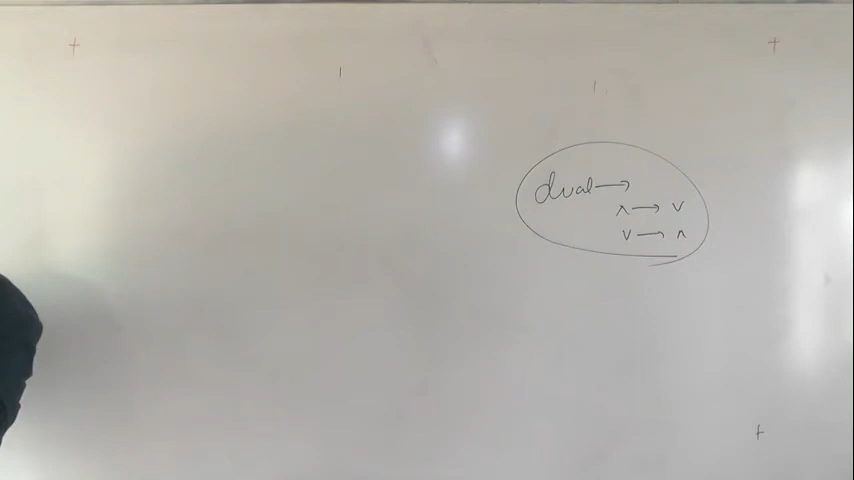 dual →
∧ → ∨
∨ → ∧